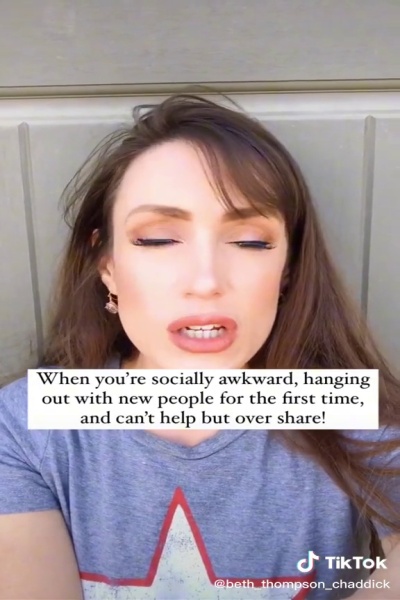 When you're socially awkward, hanging
out with new people for the first time,
and can't help but over share!
TikTok
@beth_thompson_chaddick